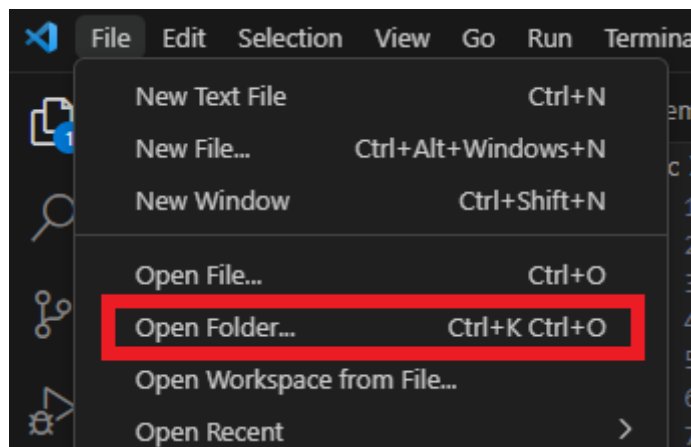 File Edit Selection View Go Run Termina
New Text File Ctrl+N
New File... Ctrl+Alt+Windows+N
New Window Ctrl+Shift+N
Open File... Ctrl+O
Open Folder... Ctrl+K Ctrl+O
Open Workspace from File...
Open Recent
1